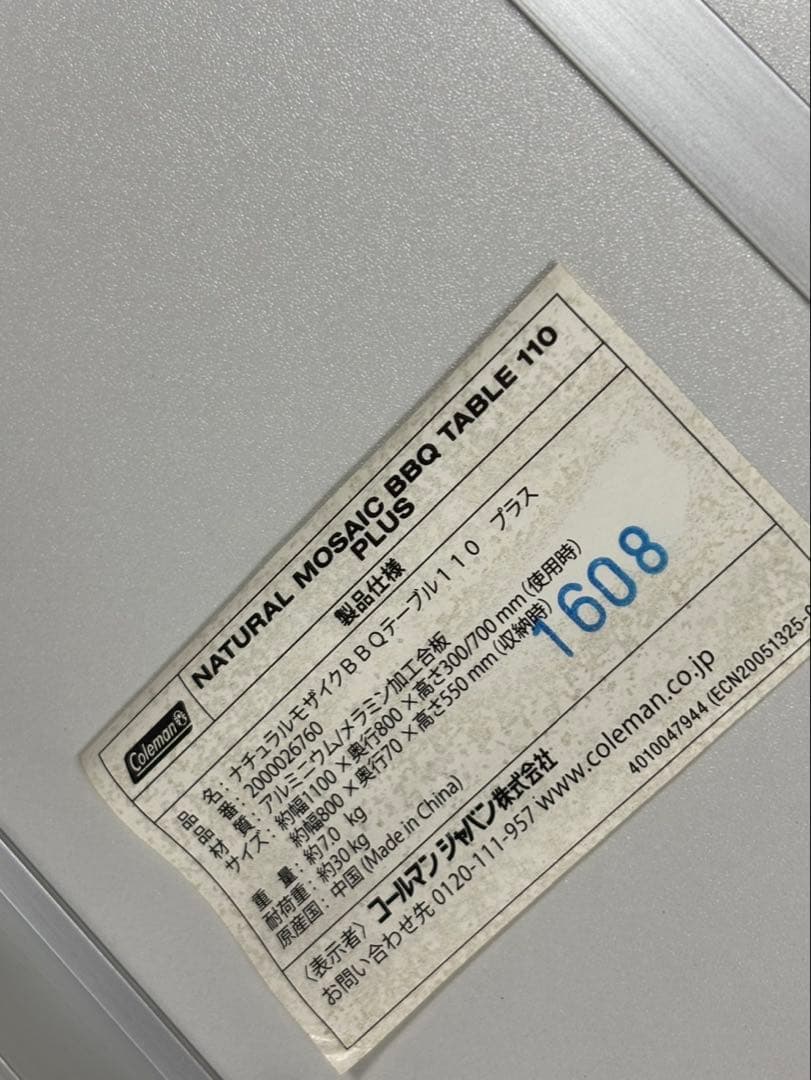 Coleman
NATURAL MOSAIC BBQ TABLE 110
PLUS
製品仕様
品 名：ナチュラルモザイクＢＢＱテーブル１１０ プラス
品 番：2000026760
材 質：アルミニウム/メラミン加工合板
サイズ：約幅1100 × 奥行800 × 高さ300/700 mm (使用時)
約幅800 × 奥行70 × 高さ550 mm (収納時)
重 量：約7.0 kg
耐荷重：約30 kg
原産国：中国 (Made in China)
1608
〈表示者〉コールマン ジャパン株式会社
お問い合わせ先 0120-111-957 www.coleman.co.jp
4010047944 (ECN20051325-